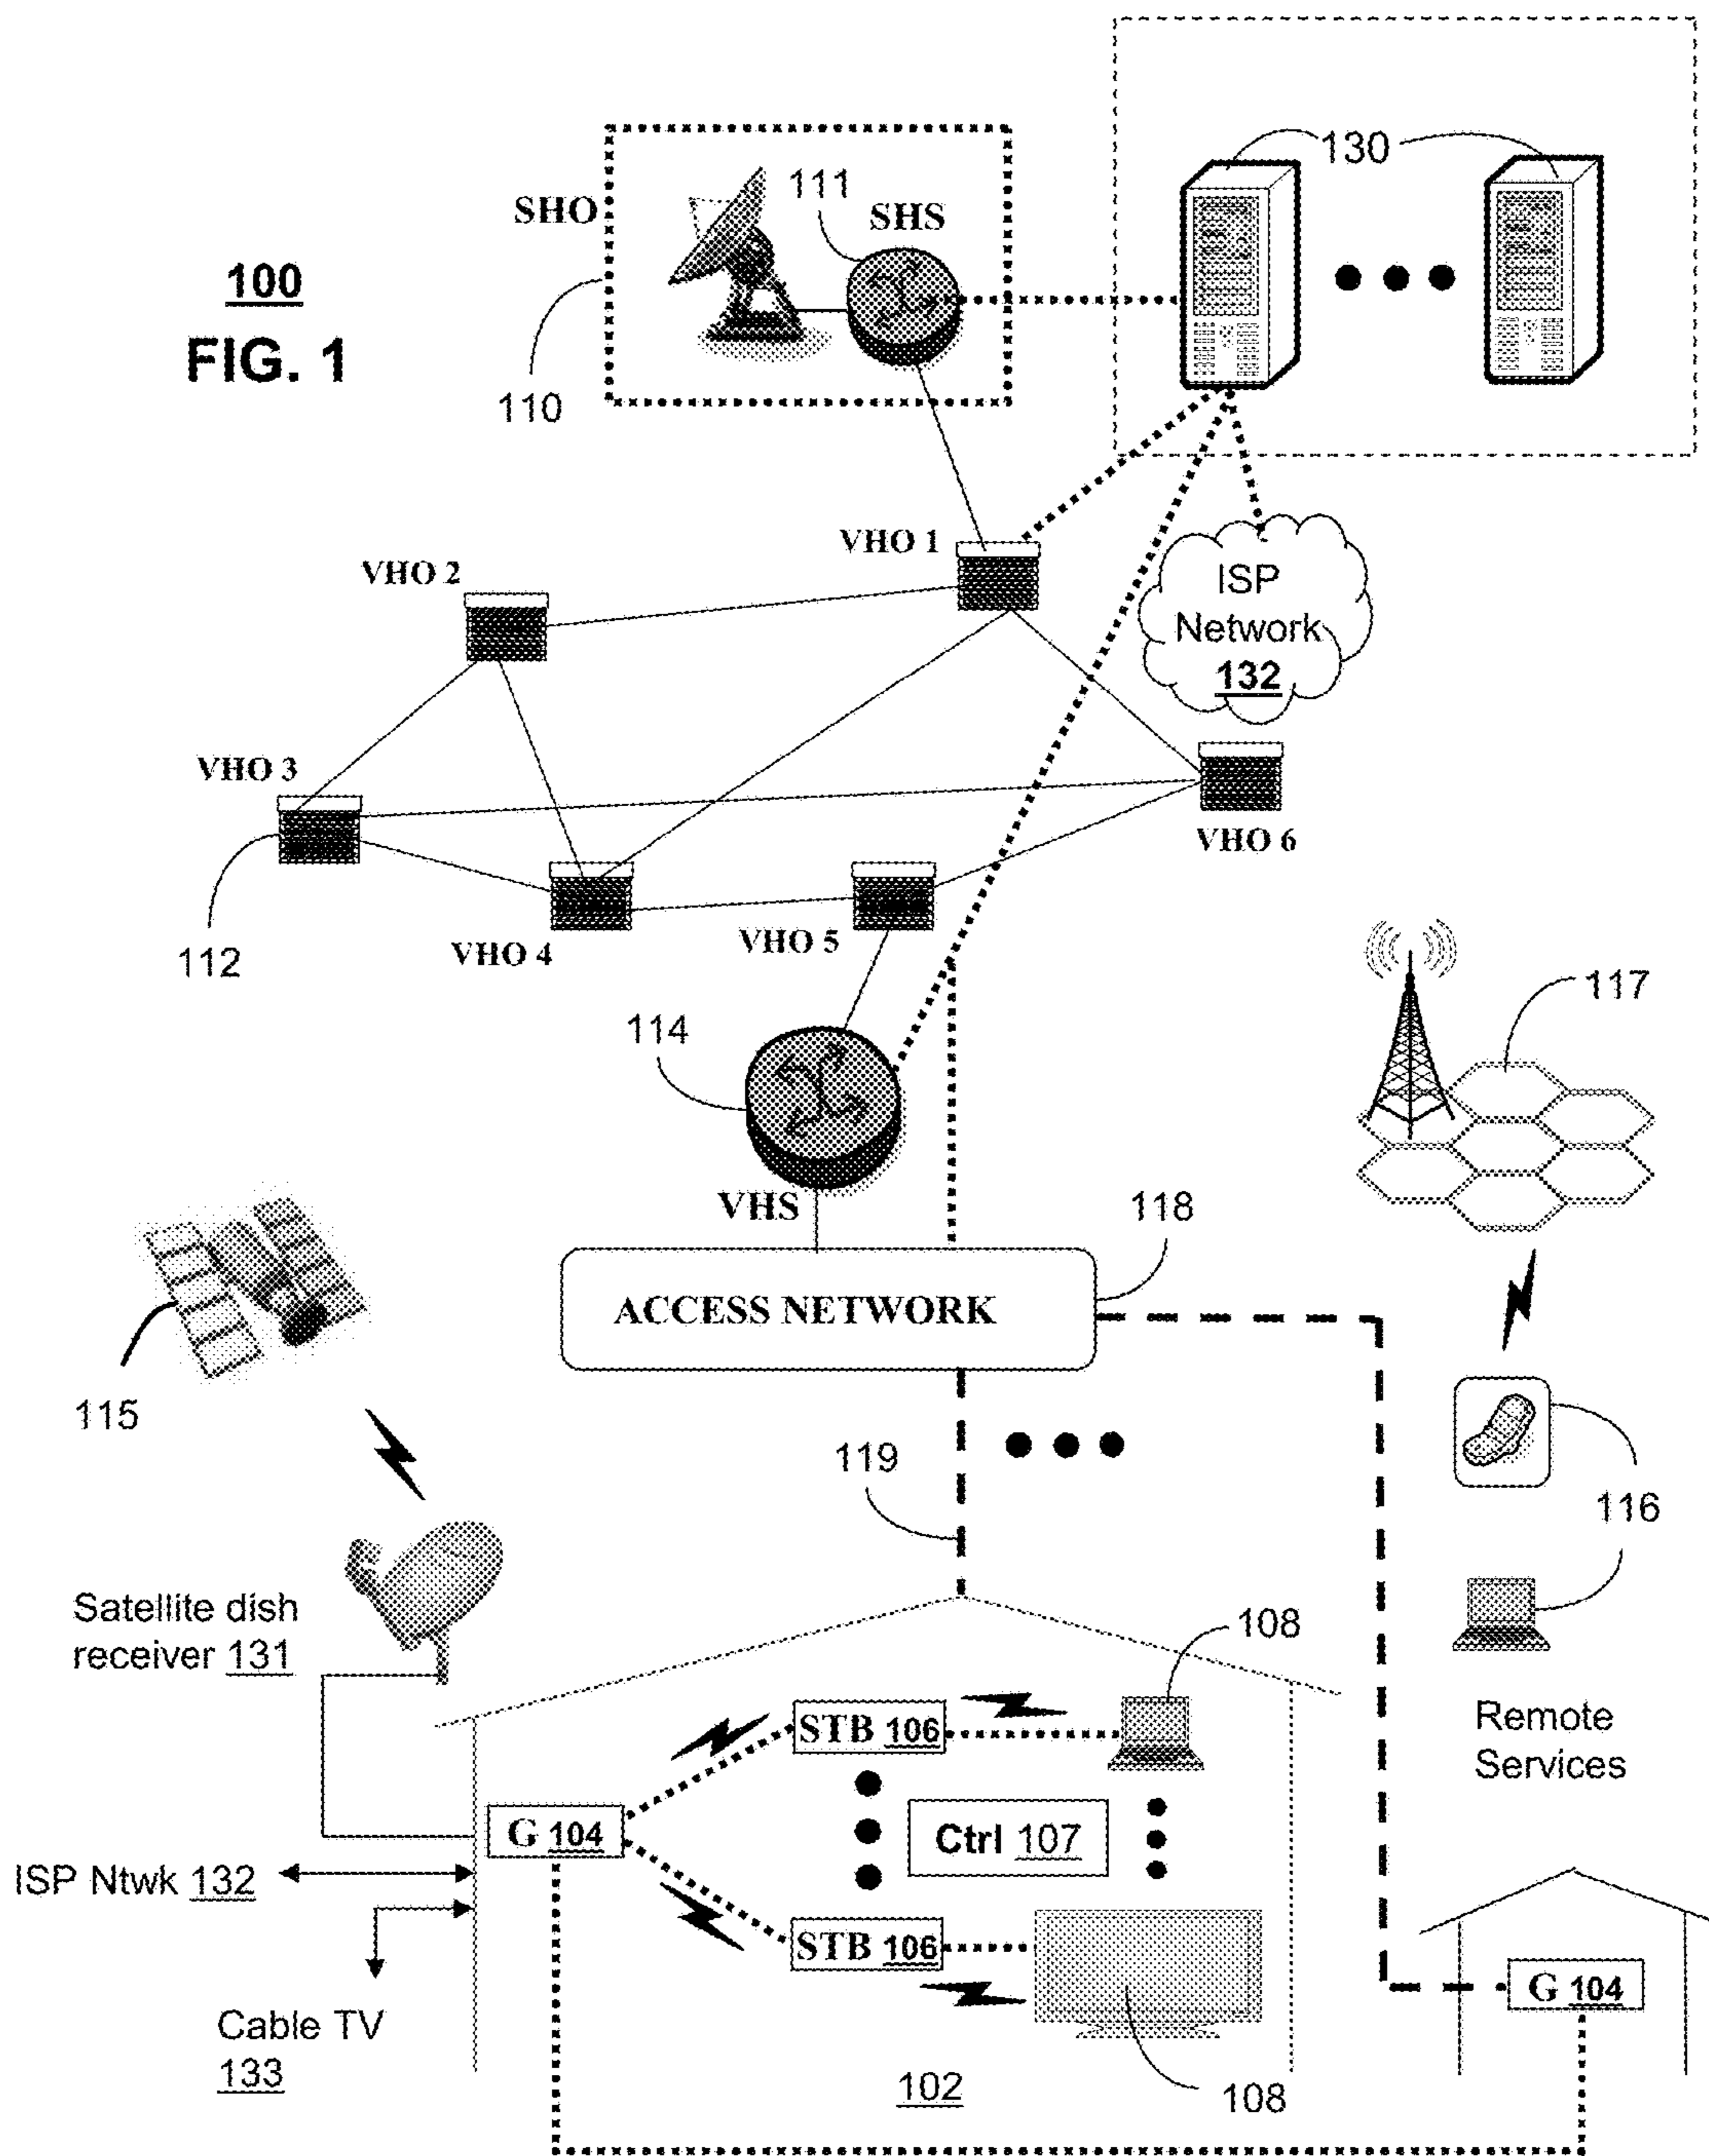 130
111
SHO
SHS
100
FIG. 1
110
VHO 1
VHO 2
ISP
Network
132
VHO 3
VHO 6
112
VHO 4
VHO 5
117
114
VHS
118
ACCESS NETWORK
115
119
116
Satellite dish
receiver 131
108
STB 106
Remote
Services
G 104
Ctrl 107
ISP Ntwk 132
STB 106
G 104
Cable TV
133
102
108